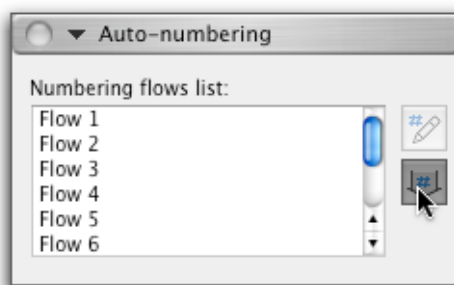 Auto-numbering
Numbering flows list:
Flow 1
Flow 2
Flow 3
Flow 4
Flow 5
Flow 6
#
#